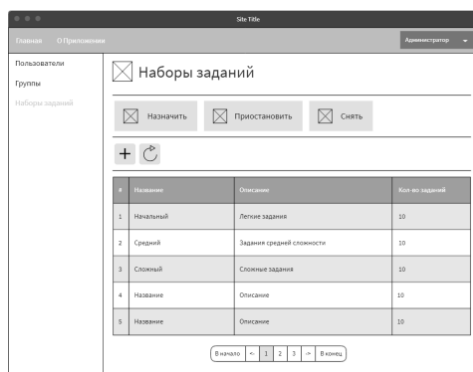 Site Title
Главная О Приложении Администратор
Пользователи
Группы
Наборы заданий
Наборы заданий
Назначить Приостановить Снять
# Название Описание Кол-во заданий
1 Начальный Легкие задания 10
2 Средний Задания средней сложности 10
3 Сложный Сложные задания 10
4 Название Описание 10
5 Название Описание 10
В начало <- 1 2 3 -> В конец